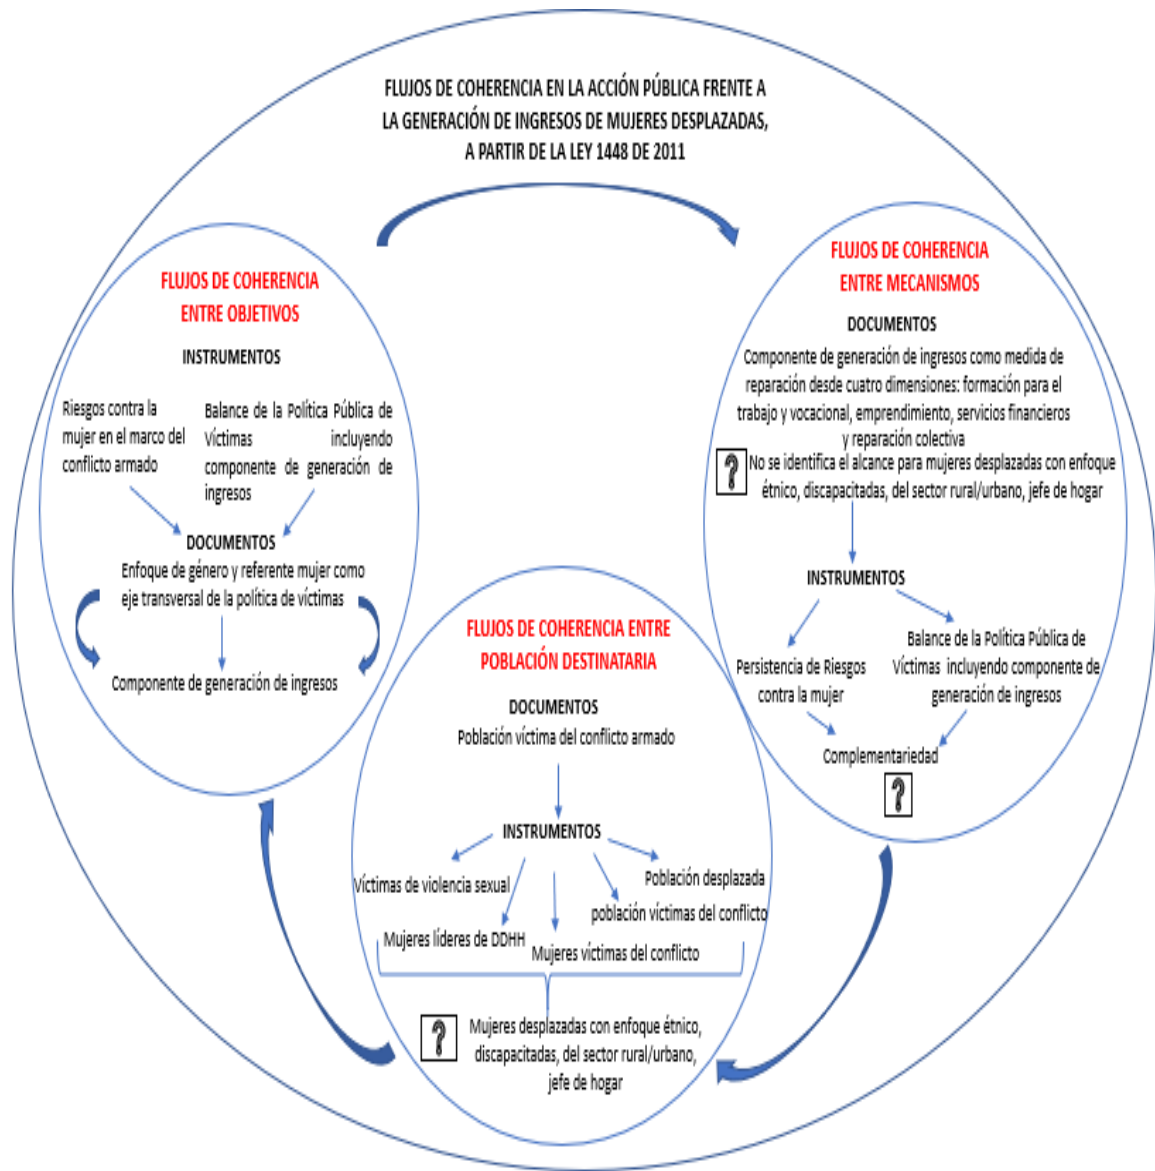 FLUJOS DE COHERENCIA EN LA ACCIÓN PÚBLICA FRENTE A
LA GENERACIÓN DE INGRESOS DE MUJERES DESPLAZADAS,
A PARTIR DE LA LEY 1448 DE 2011
FLUJOS DE COHERENCIA
ENTRE OBJETIVOS
INSTRUMENTOS
Riesgos contra la
mujer en el marco del
conflicto armado
Balance de la Política Pública de
Víctimas incluyendo
componente de generación de
ingresos
DOCUMENTOS
Enfoque de género y referente mujer como
eje transversal de la política de víctimas
Componente de generación de ingresos
FLUJOS DE COHERENCIA
ENTRE MECANISMOS
DOCUMENTOS
Componente de generación de ingresos como medida de
reparación desde cuatro dimensiones: formación para el
trabajo y vocacional, emprendimiento, servicios financieros
y reparación colectiva
? No se identifica el alcance para mujeres desplazadas con enfoque
étnico, discapacitadas, del sector rural/urbano, jefe de hogar
INSTRUMENTOS
Persistencia de Riesgos
contra la mujer
Balance de la Política Pública de
Víctimas incluyendo componente de
generación de ingresos
Complementariedad
?
FLUJOS DE COHERENCIA ENTRE
POBLACIÓN DESTINATARIA
DOCUMENTOS
Población víctima del conflicto armado
INSTRUMENTOS
Víctimas de violencia sexual
Mujeres líderes de DDHH
Mujeres víctimas del conflicto
población víctimas del conflicto
Población desplazada
? Mujeres desplazadas con enfoque étnico,
discapacitadas, del sector rural/urbano,
jefe de hogar